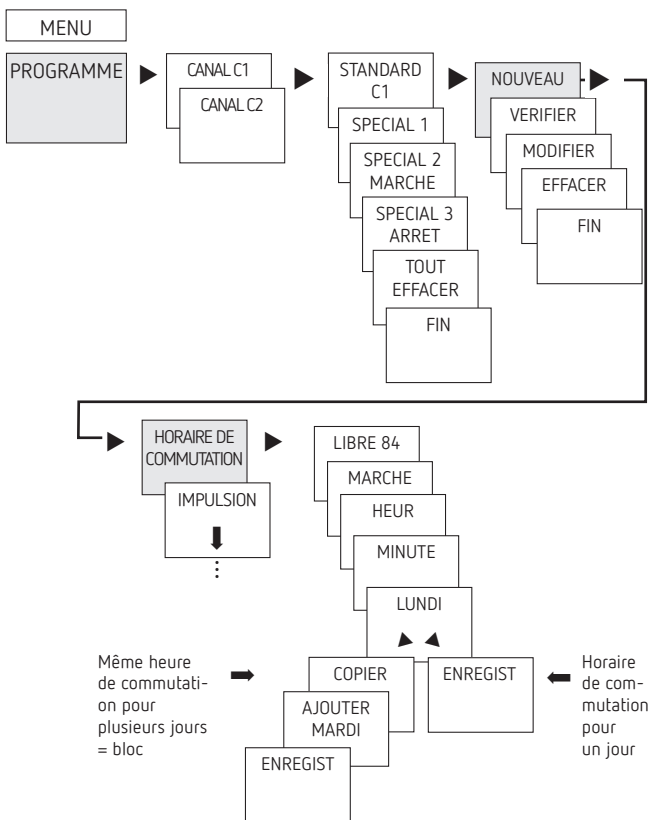 MENU
PROGRAMME
CANAL C1
CANAL C2
STANDARD
C1
SPECIAL 1
SPECIAL 2
MARCHE
SPECIAL 3
ARRET
TOUT
EFFACER
FIN
NOUVEAU
VERIFIER
MODIFIER
EFFACER
FIN
HORAIRE DE
COMMUTATION
IMPULSION
LIBRE 84
MARCHE
HEUR
MINUTE
LUNDI
Même heure
de commutati-
on pour
plusieurs jours
= bloc
COPIER
AJOUTER
MARDI
ENREGIST
ENREGIST
Horaire
de com-
mutation
pour
un jour